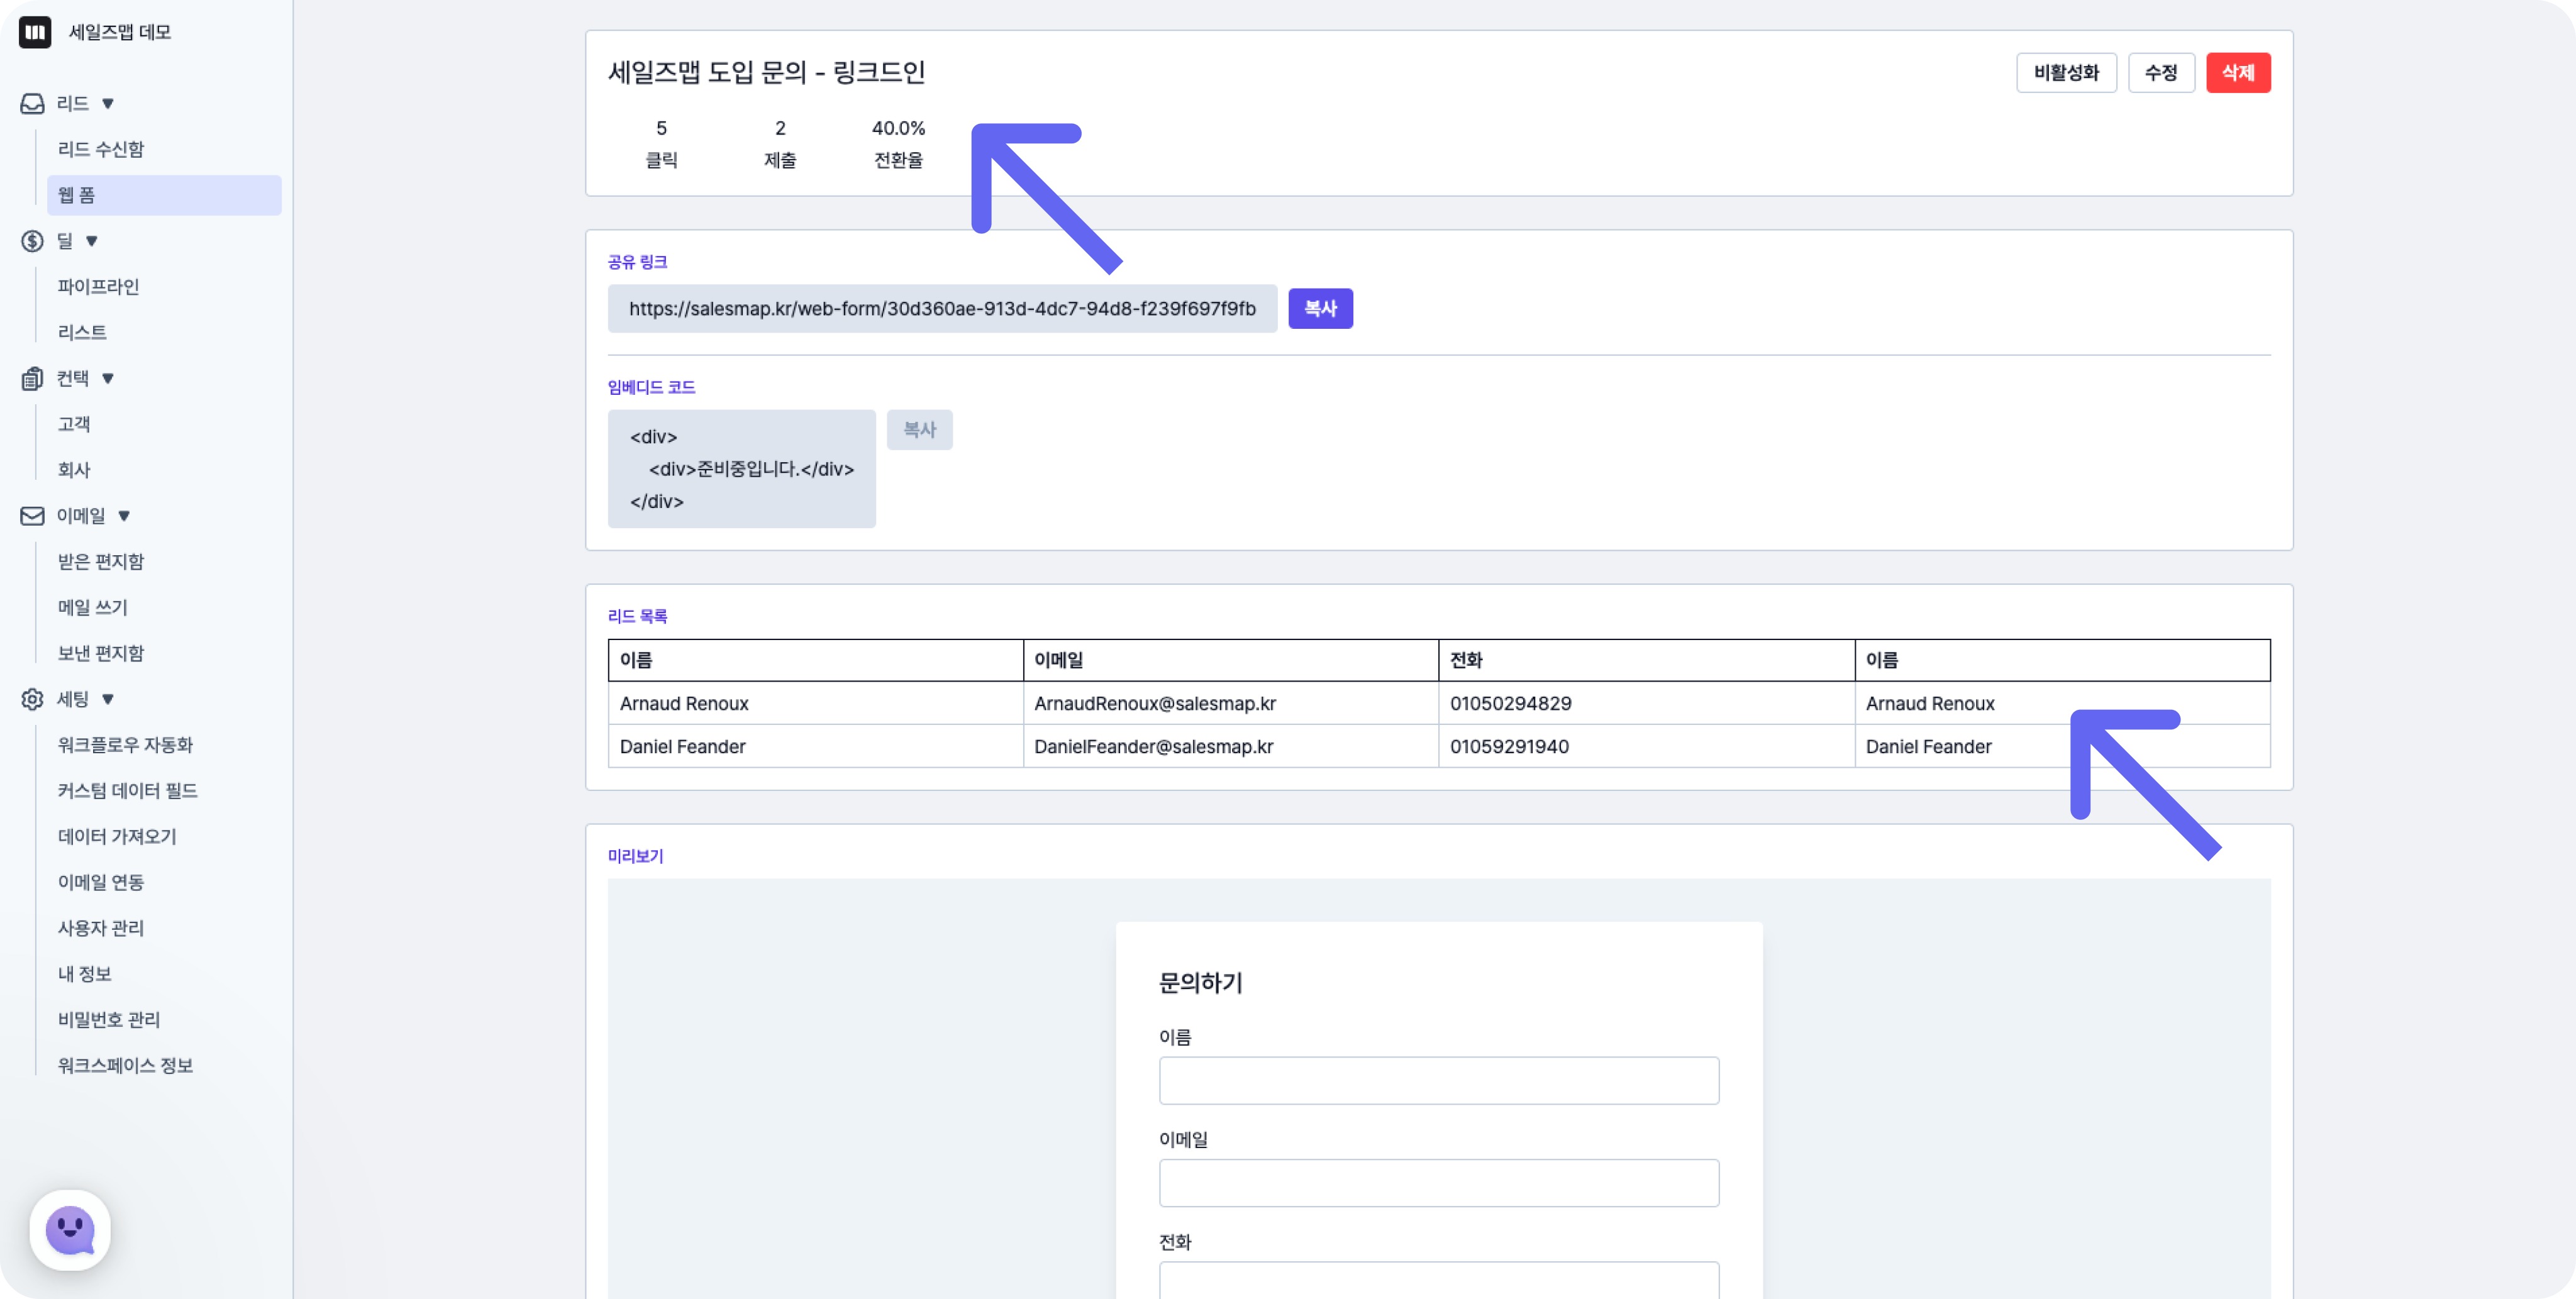 세일즈맵 데모
리드 ▼
리드 수신함
웹 폼
딜 ▼
파이프라인
리스트
컨택 ▼
고객
회사
이메일 ▼
받은 편지함
메일 쓰기
보낸 편지함
세팅 ▼
워크플로우 자동화
커스텀 데이터 필드
데이터 가져오기
이메일 연동
사용자 관리
내 정보
비밀번호 관리
워크스페이스 정보
세일즈맵 도입 문의 - 링크드인
비활성화 수정 삭제
5 2 40.0%
클릭 제출 전환율
공유 링크
https://salesmap.kr/web-form/30d360ae-913d-4dc7-94d8-f239f697f9fb 복사
임베디드 코드
<div> 복사
<div>준비중입니다.</div>
</div>
리드 목록
이름 이메일 전화 이름
Arnaud Renoux ArnaudRenoux@salesmap.kr 01050294829 Arnaud Renoux
Daniel Feander DanielFeander@salesmap.kr 01059291940 Daniel Feander
미리보기
문의하기
이름
이메일
전화